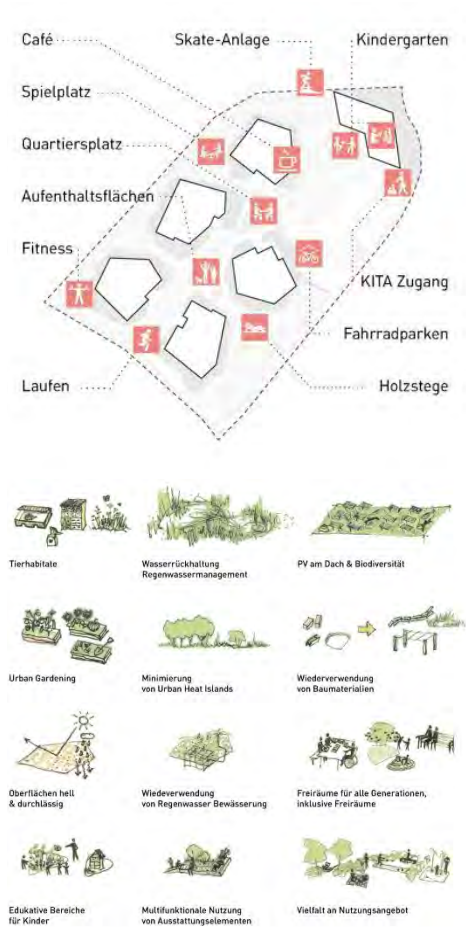 Café
Skate-Anlage
Kindergarten
Spielplatz
Quartiersplatz
Aufenthaltsflächen
Fitness
KITA Zugang
Fahrradparken
Laufen
Holzstege
Tierhabitate
Wasserrückhaltung
Regenwassermanagement
PV am Dach & Biodiversität
Urban Gardening
Minimierung
von Urban Heat Islands
Wiederverwendung
von Baumaterialien
Oberflächen hell
& durchlässig
Wiedeverwendung
von Regenwasser Bewässerung
Freiräume für alle Generationen,
inklusive Freiräume
Edukative Bereiche
für Kinder
Multifunktionale Nutzung
von Ausstattungselementen
Vielfalt an Nutzungsangebot